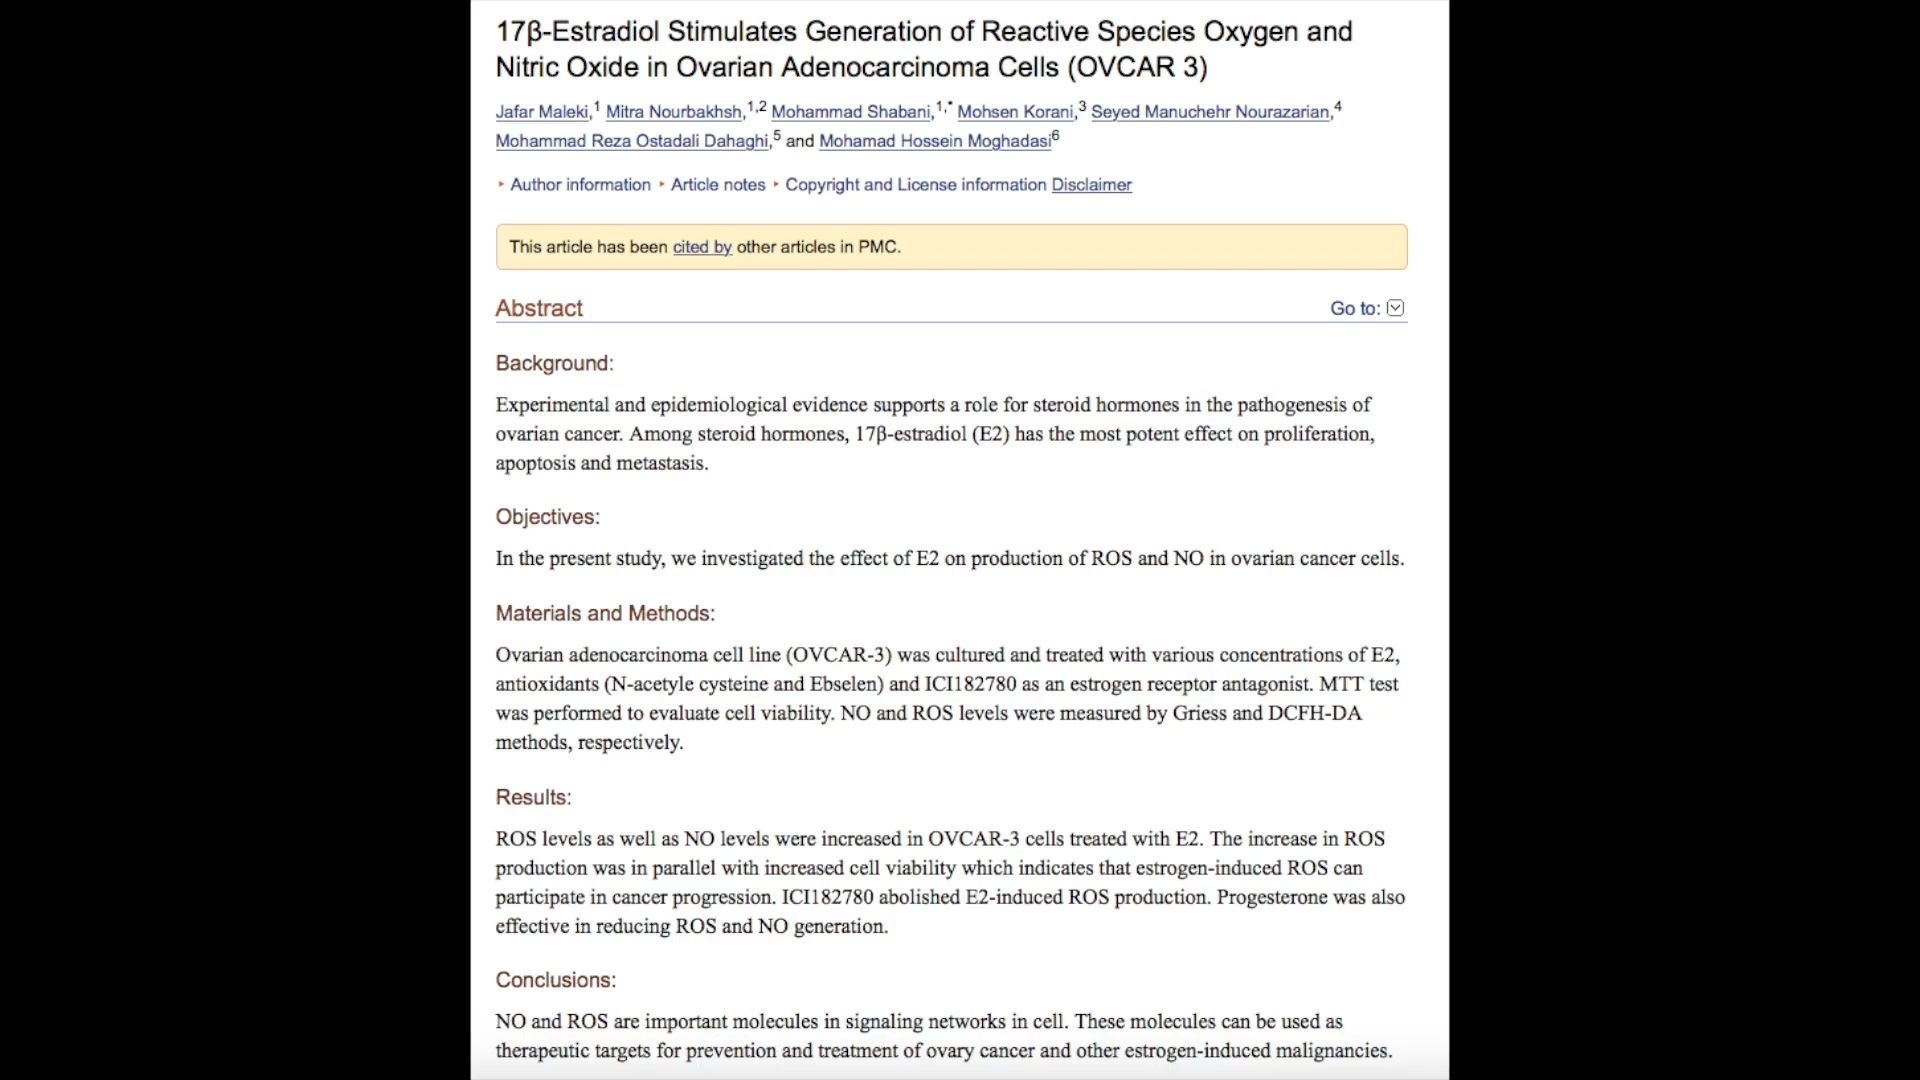 17β-Estradiol Stimulates Generation of Reactive Species Oxygen and
Nitric Oxide in Ovarian Adenocarcinoma Cells (OVCAR 3)
Jafar Maleki,1 Mitra Nourbakhsh,1,2 Mohammad Shabani,1,* Mohsen Korani,3 Seyed Manuchehr Nourazarian,4
Mohammad Reza Ostadali Dahaghi,5 and Mohamad Hossein Moghadasi6
‣ Author information ‣ Article notes ‣ Copyright and License information Disclaimer
This article has been cited by other articles in PMC.
Abstract Go to:
Background:
Experimental and epidemiological evidence supports a role for steroid hormones in the pathogenesis of
ovarian cancer. Among steroid hormones, 17β-estradiol (E2) has the most potent effect on proliferation,
apoptosis and metastasis.
Objectives:
In the present study, we investigated the effect of E2 on production of ROS and NO in ovarian cancer cells.
Materials and Methods:
Ovarian adenocarcinoma cell line (OVCAR-3) was cultured and treated with various concentrations of E2,
antioxidants (N-acetyle cysteine and Ebselen) and ICI182780 as an estrogen receptor antagonist. MTT test
was performed to evaluate cell viability. NO and ROS levels were measured by Griess and DCFH-DA
methods, respectively.
Results:
ROS levels as well as NO levels were increased in OVCAR-3 cells treated with E2. The increase in ROS
production was in parallel with increased cell viability which indicates that estrogen-induced ROS can
participate in cancer progression. ICI182780 abolished E2-induced ROS production. Progesterone was also
effective in reducing ROS and NO generation.
Conclusions:
NO and ROS are important molecules in signaling networks in cell. These molecules can be used as
therapeutic targets for prevention and treatment of ovary cancer and other estrogen-induced malignancies.